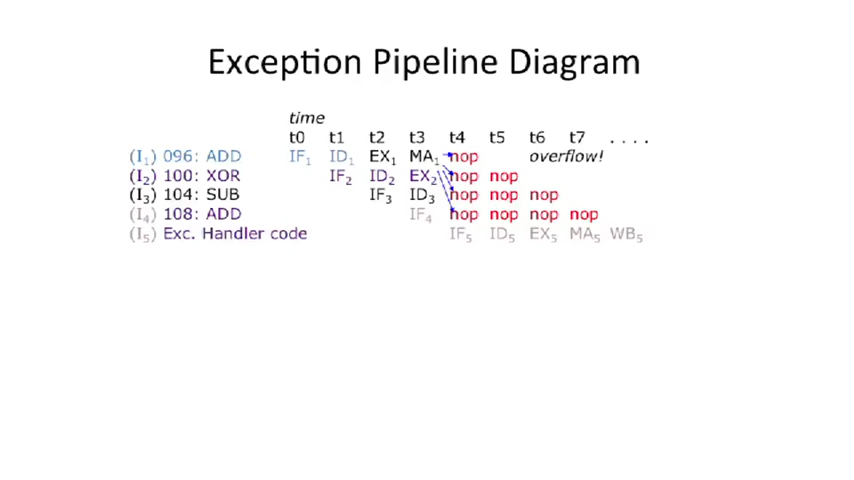 Exception Pipeline Diagram
time
t0 t1 t2 t3 t4 t5 t6 t7 . . . .
(I₁) 096: ADD IF₁ ID₁ EX₁ MA₁ nop overflow!
(I₂) 100: XOR IF₂ ID₂ EX₂ nop nop
(I₃) 104: SUB IF₃ ID₃ nop nop nop
(I₄) 108: ADD IF₄ nop nop nop nop
(I₅) Exc. Handler code IF₅ ID₅ EX₅ MA₅ WB₅